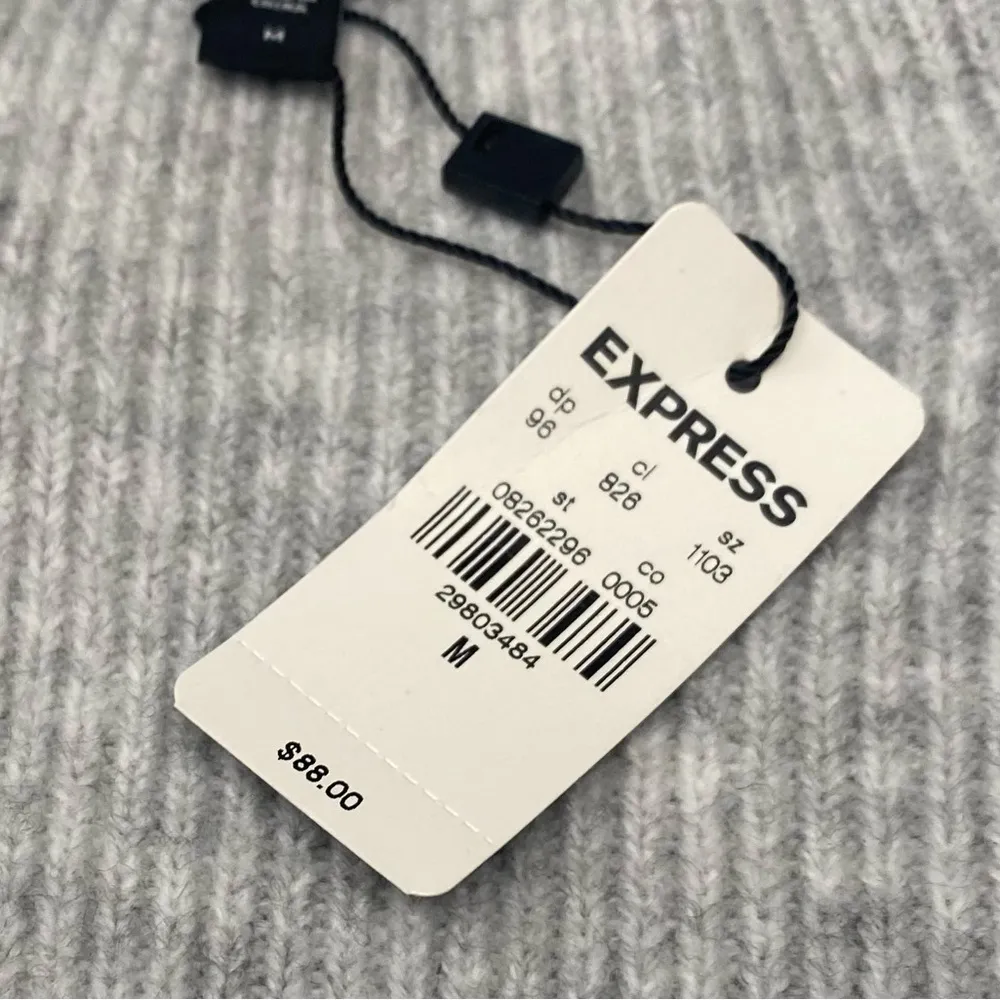 M
EXPRESS
dp cl sz
96 826 1103
st co
08262296 0005
29803484
M
$88.00